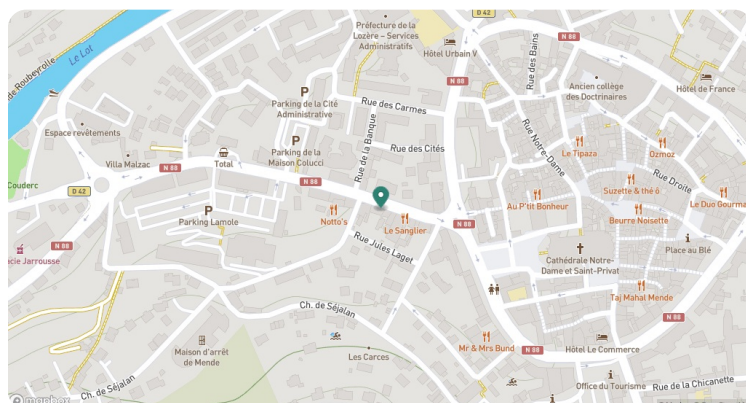 D 42
Préfecture de la
Lozère – Services
Administratifs
N 88
Hôtel Urbain V
Rue des Bains
Le Lot
de Roubeyrolle
Ancien collège
des Doctrinaires
Hôtel de France
P
Parking de la Cité
Administrative
Rue des Carmes
Espace revêtements
Rue de la Banque
Rue Notre-Dame
P
Parking de la
Maison Colucci
Rue des Cités
Le Tipaza
Ozmoz
Villa Malzac
Total
Rue Droite
Couderc
D 42
N 88
Suzette & thé ô
Au P'tit Bonheur
Le Duo Gourma
P
Parking Lamole
Notto's
Le Sanglier
N 88
Beurre Noisette
N 88
cie Jarrousse
Rue Jules Laget
Cathédrale Notre-
Dame et Saint-Privat
Place au Blé
Taj Mahal Mende
Ch. de Séjalan
N 88
Maison d'arrêt
de Mende
Les Carces
Mr & Mrs Bund
Hôtel Le Commerce
Office du Tourisme
Rue de la Chicanette
Ch. de Séjalan
mapbox